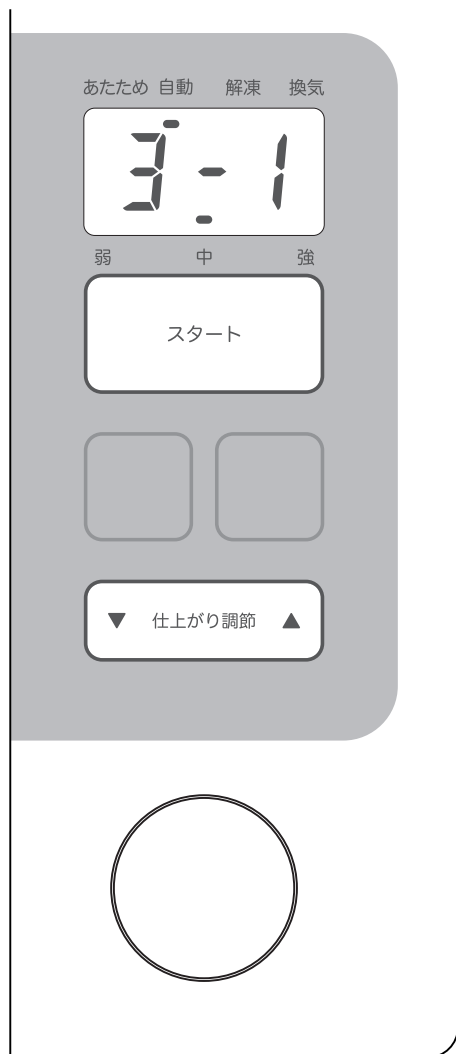 あたため 自動 解凍 換気
3-1
弱 中 強
スタート
▼ 仕上がり調節 ▲